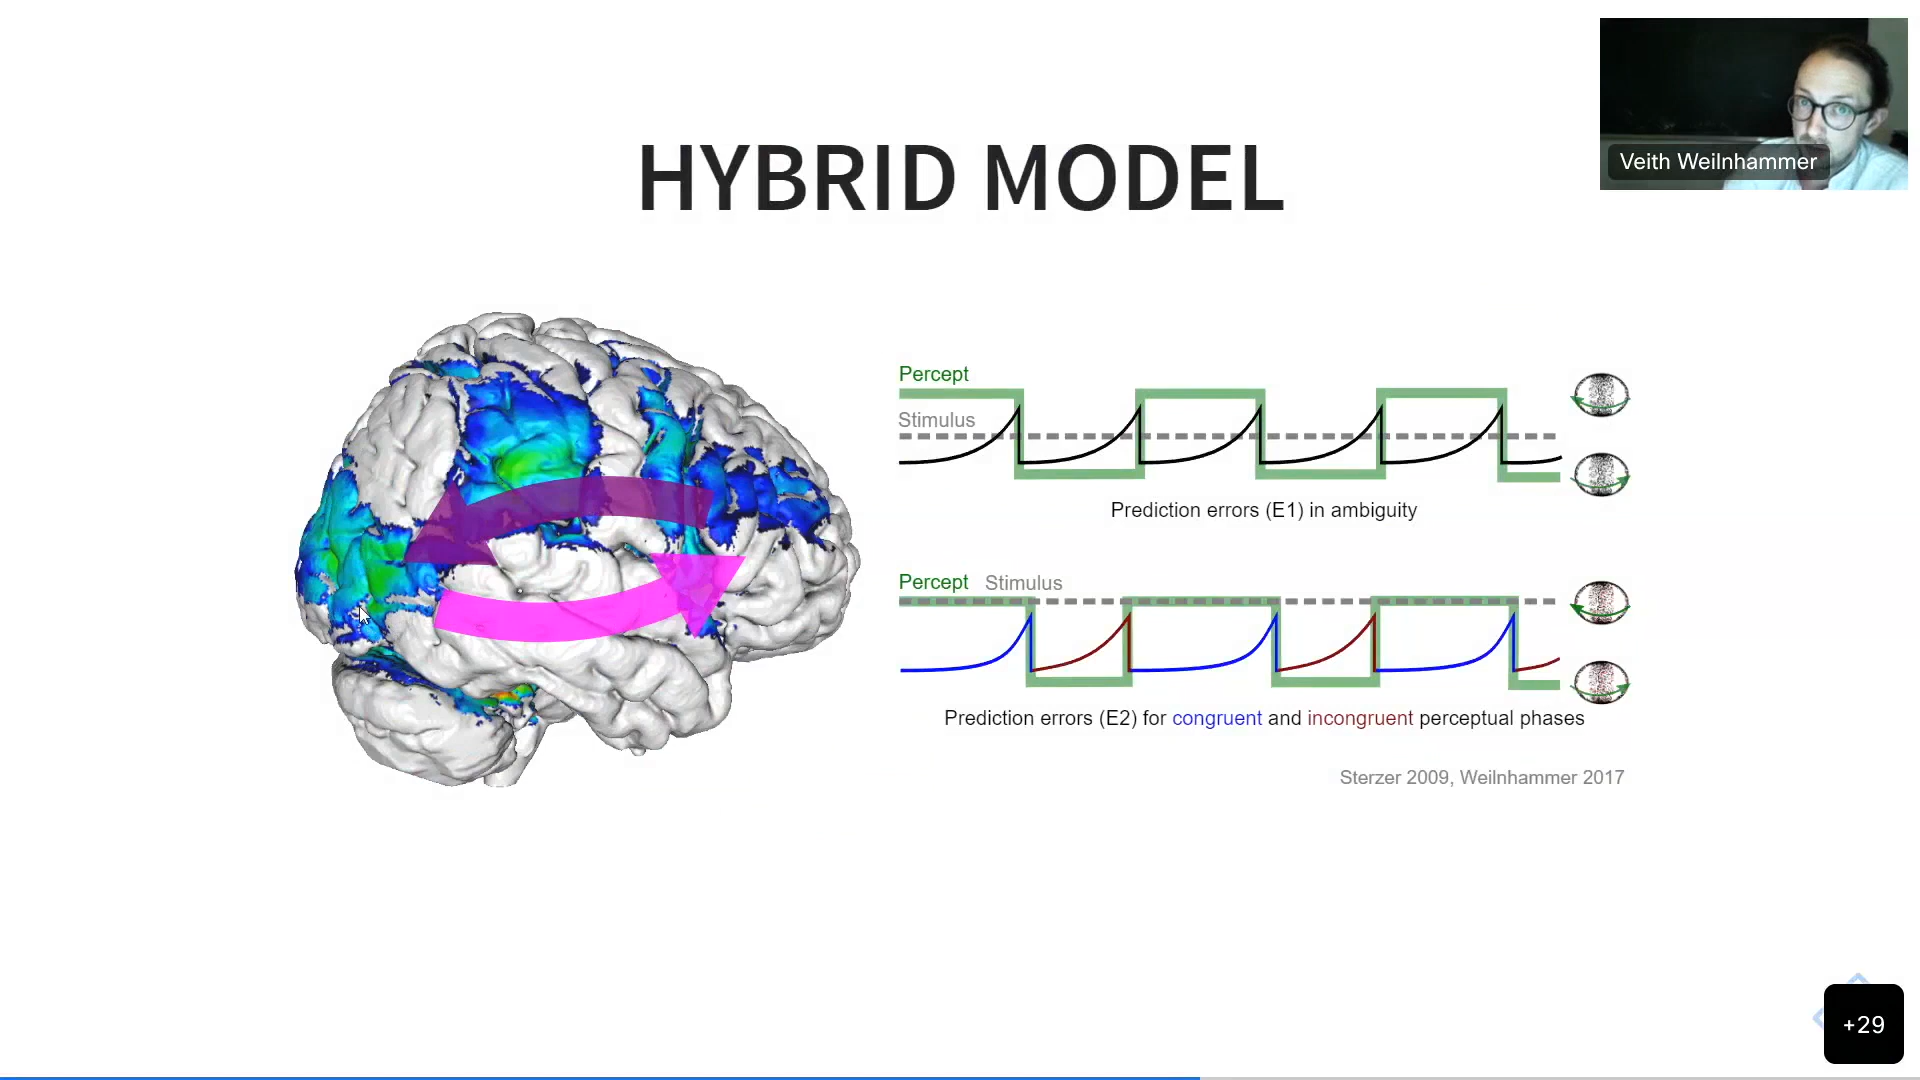 HYBRID MODEL
Veith Weilnhammer
Percept
Stimulus
Prediction errors (E1) in ambiguity
Percept Stimulus
Prediction errors (E2) for congruent and incongruent perceptual phases
Sterzer 2009, Weilnhammer 2017
+29